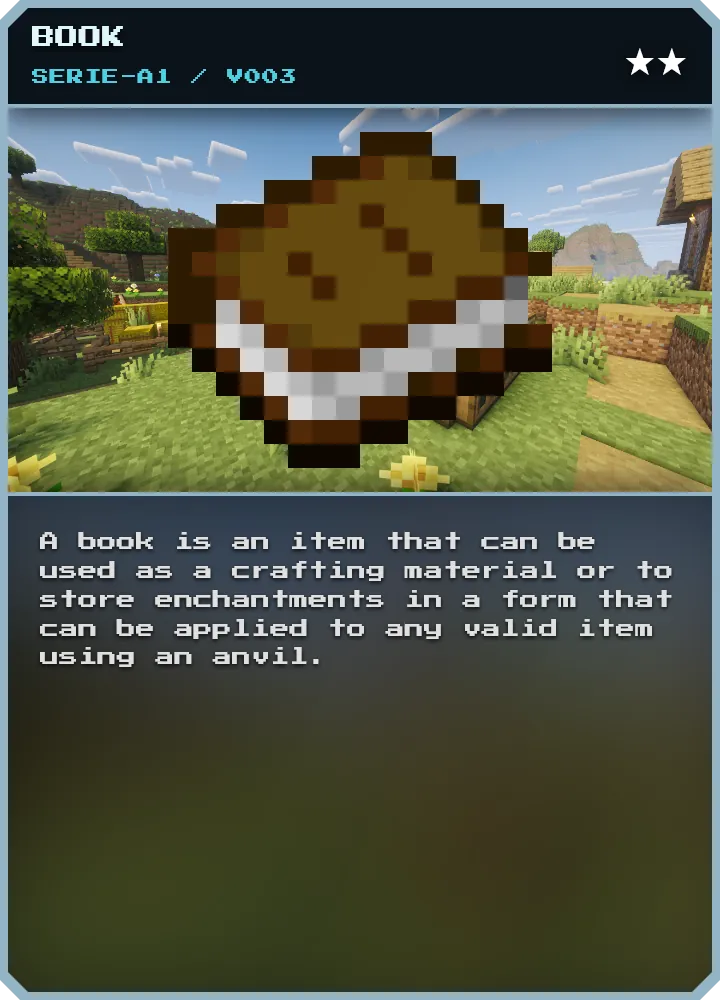 BOOK
SERIE-A1 / V003
★★
A book is an item that can be
used as a crafting material or to
store enchantments in a form that
can be applied to any valid item
using an anvil.